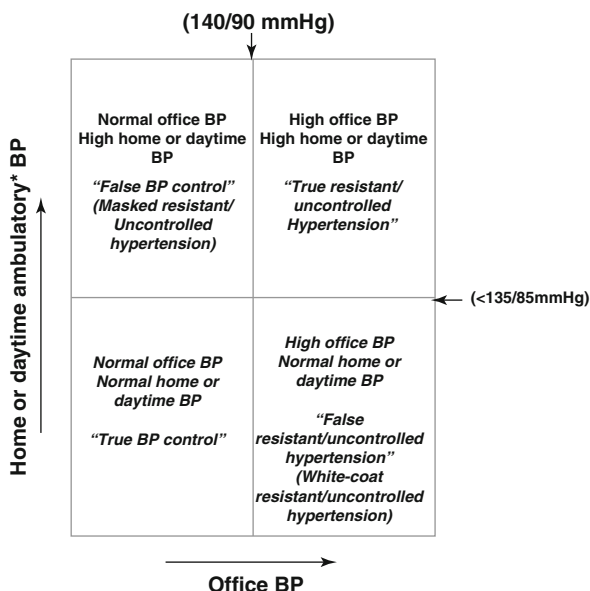 (140/90 mmHg)
Home or daytime ambulatory* BP
Normal office BP
High home or daytime
BP
“False BP control”
(Masked resistant/
Uncontrolled
hypertension)
High office BP
High home or daytime
BP
“True resistant/
uncontrolled
Hypertension”
(<135/85mmHg)
Normal office BP
Normal home or
daytime BP
“True BP control”
High office BP
Normal home or
daytime BP
“False
resistant/uncontrolled
hypertension”
(White-coat
resistant/uncontrolled
hypertension)
Office BP